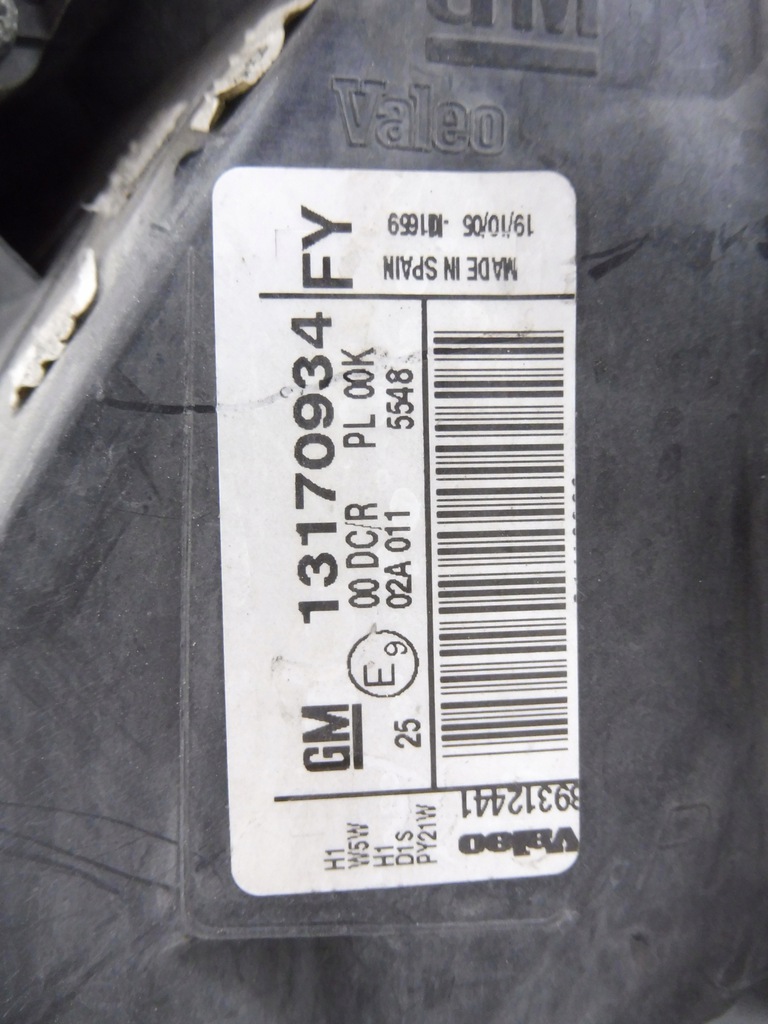 GM
Valeo
GM 13170934 FY
E9 00 DC/R PL 00K
25 02A 011 5548
H1
W5W
H1
D1S
PY21W
Valeo
89312441
MADE IN SPAIN
19/10/05